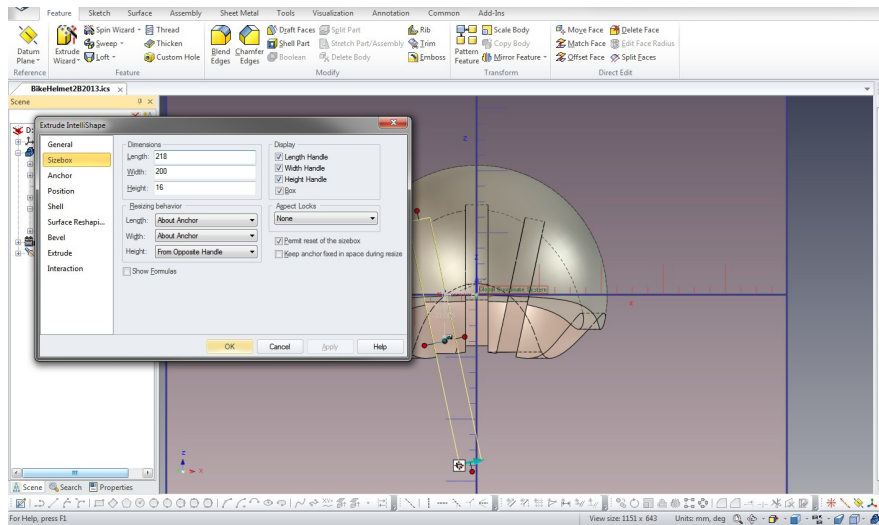 Feature Sketch Surface Assembly Sheet Metal Tools Visualization Annotation Common Add-Ins
Datum Plane
Extrude Wizard
Spin Wizard
Sweep
Loft
Thread
Thicken
Custom Hole
Blend Edges
Chamfer Edges
Draft Faces
Shell Part
Boolean
Split Part
Stretch Part/Assembly
Delete Body
Rib
Trim
Emboss
Pattern Feature
Scale Body
Copy Body
Mirror Feature
Move Face
Match Face
Offset Face
Delete Face
Edit Face Radius
Split Faces
Reference Feature Modify Transform Direct Edit
BikeHelmet2B2013.ics
Scene
Extrude IntelliShape
General
Sizebox
Anchor
Position
Shell
Surface Reshapi...
Bevel
Extrude
Interaction
Dimensions
Length: 218
Width: 200
Height: 16
Resizing behavior
Length: About Anchor
Width: About Anchor
Height: From Opposite Handle
Show Formulas
Display
Length Handle
Width Handle
Height Handle
Box
Aspect Locks
None
Permit reset of the sizebox
Keep anchor fixed in space during resize
OK Cancel Apply Help
Z
X
Z
X
Scene Search Properties
For Help, press F1
View size: 1151 x 643 Units: mm, deg